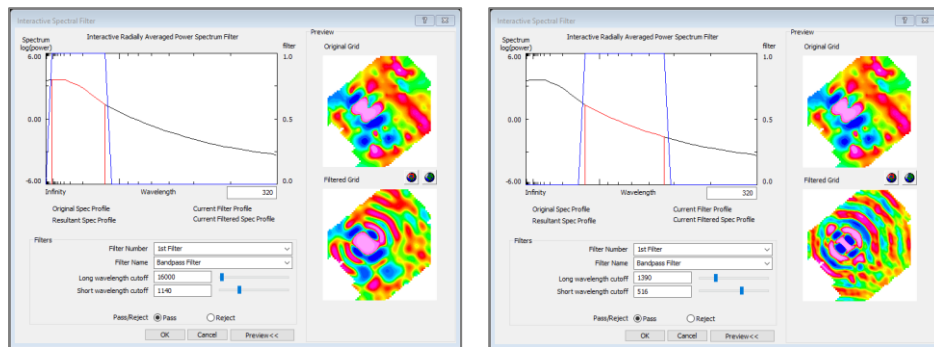 Interactive Spectral Filter
Interactive Radially Averaged Power Spectrum Filter
Spectrum
log(power)
filter
6.00
1.0
0.00
0.5
-6.00
0.0
Infinity
Wavelength
320
Original Spec Profile
Current Filter Profile
Resultant Spec Profile
Current Filtered Spec Profile
Filters
Filter Number
1st Filter
Filter Name
Bandpass Filter
Long wavelength cutoff
16000
Short wavelength cutoff
1140
Pass/Reject
Pass
Reject
OK
Cancel
Preview<<
Preview
Original Grid
Filtered Grid
Interactive Spectral Filter
Interactive Radially Averaged Power Spectrum Filter
Spectrum
log(power)
filter
6.00
1.0
0.00
0.5
-6.00
0.0
Infinity
Wavelength
320
Original Spec Profile
Current Filter Profile
Resultant Spec Profile
Current Filtered Spec Profile
Filters
Filter Number
1st Filter
Filter Name
Bandpass Filter
Long wavelength cutoff
1390
Short wavelength cutoff
516
Pass/Reject
Pass
Reject
OK
Cancel
Preview<<
Preview
Original Grid
Filtered Grid